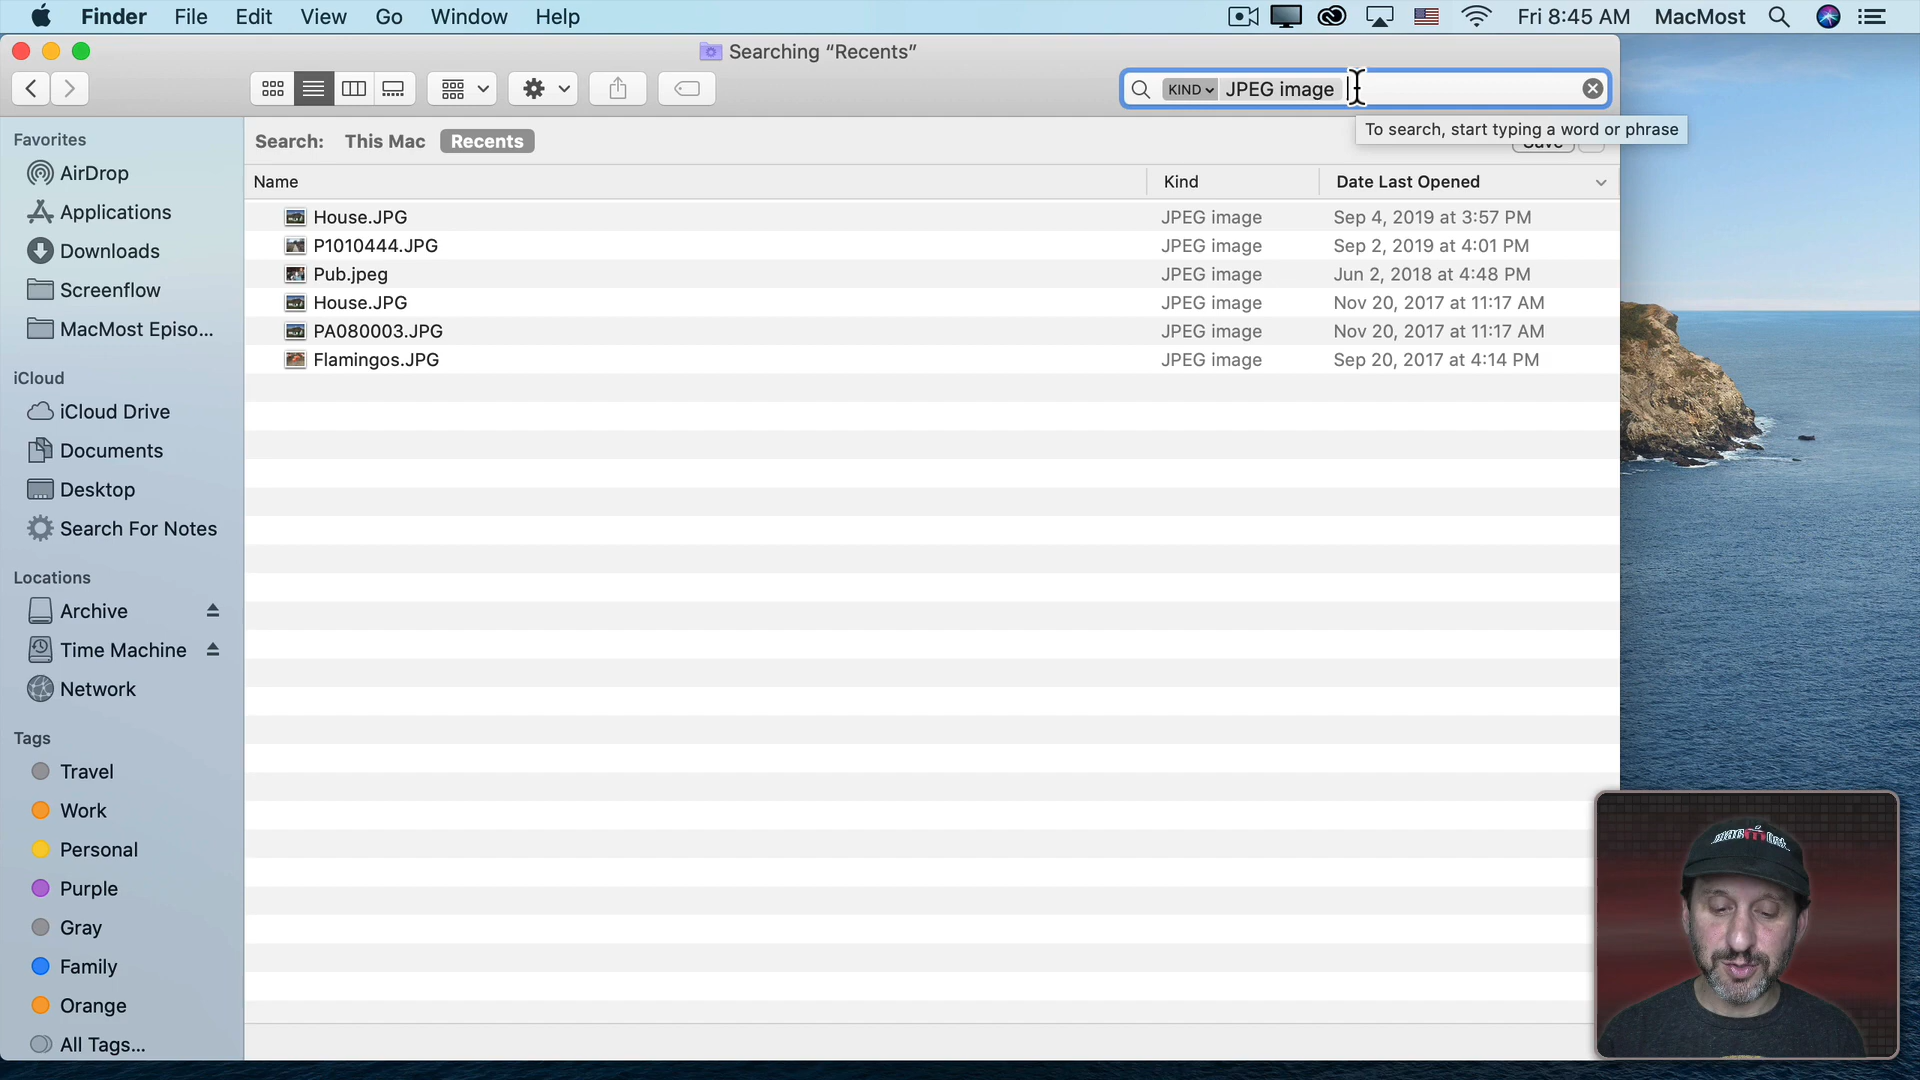 Finder File Edit View Go Window Help Fri 8:45 AM MacMost
Searching “Recents”
KIND JPEG image
To search, start typing a word or phrase
Search: This Mac Recents
Name Kind Date Last Opened
House.JPG JPEG image Sep 4, 2019 at 3:57 PM
P1010444.JPG JPEG image Sep 2, 2019 at 4:01 PM
Pub.jpeg JPEG image Jun 2, 2018 at 4:48 PM
House.JPG JPEG image Nov 20, 2017 at 11:17 AM
PA080003.JPG JPEG image Nov 20, 2017 at 11:17 AM
Flamingos.JPG JPEG image Sep 20, 2017 at 4:14 PM
Favorites
AirDrop
Applications
Downloads
Screenflow
MacMost Episo...
iCloud
iCloud Drive
Documents
Desktop
Search For Notes
Locations
Archive
Time Machine
Network
Tags
Travel
Work
Personal
Purple
Gray
Family
Orange
All Tags...